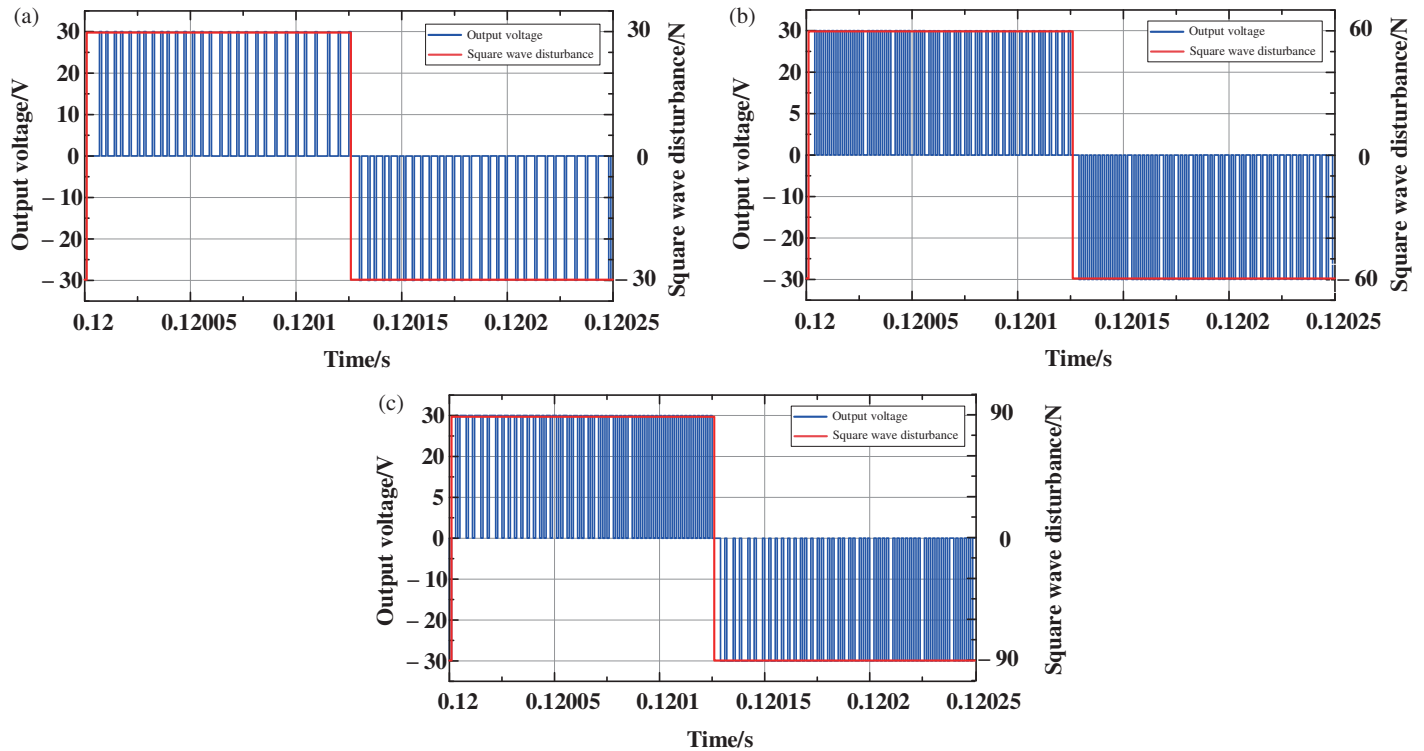 (a)
Output voltage/V
30
20
10
0
– 10
– 20
– 30
Output voltage
Square wave disturbance
30
0
– 30
Square wave disturbance/N
0.12 0.12005 0.1201 0.12015 0.1202 0.12025
Time/s
(b)
Output voltage/V
30
20
5
0
– 10
– 20
– 30
Output voltage
Square wave disturbance
60
0
– 60
Square wave disturbance/N
0.12 0.12005 0.1201 0.12015 0.1202 0.12025
Time/s
(c)
Output voltage/V
30
20
5
0
– 10
– 20
– 30
Output voltage
Square wave disturbance
90
0
– 90
Square wave disturbance/N
0.12 0.12005 0.1201 0.12015 0.1202 0.12025
Time/s